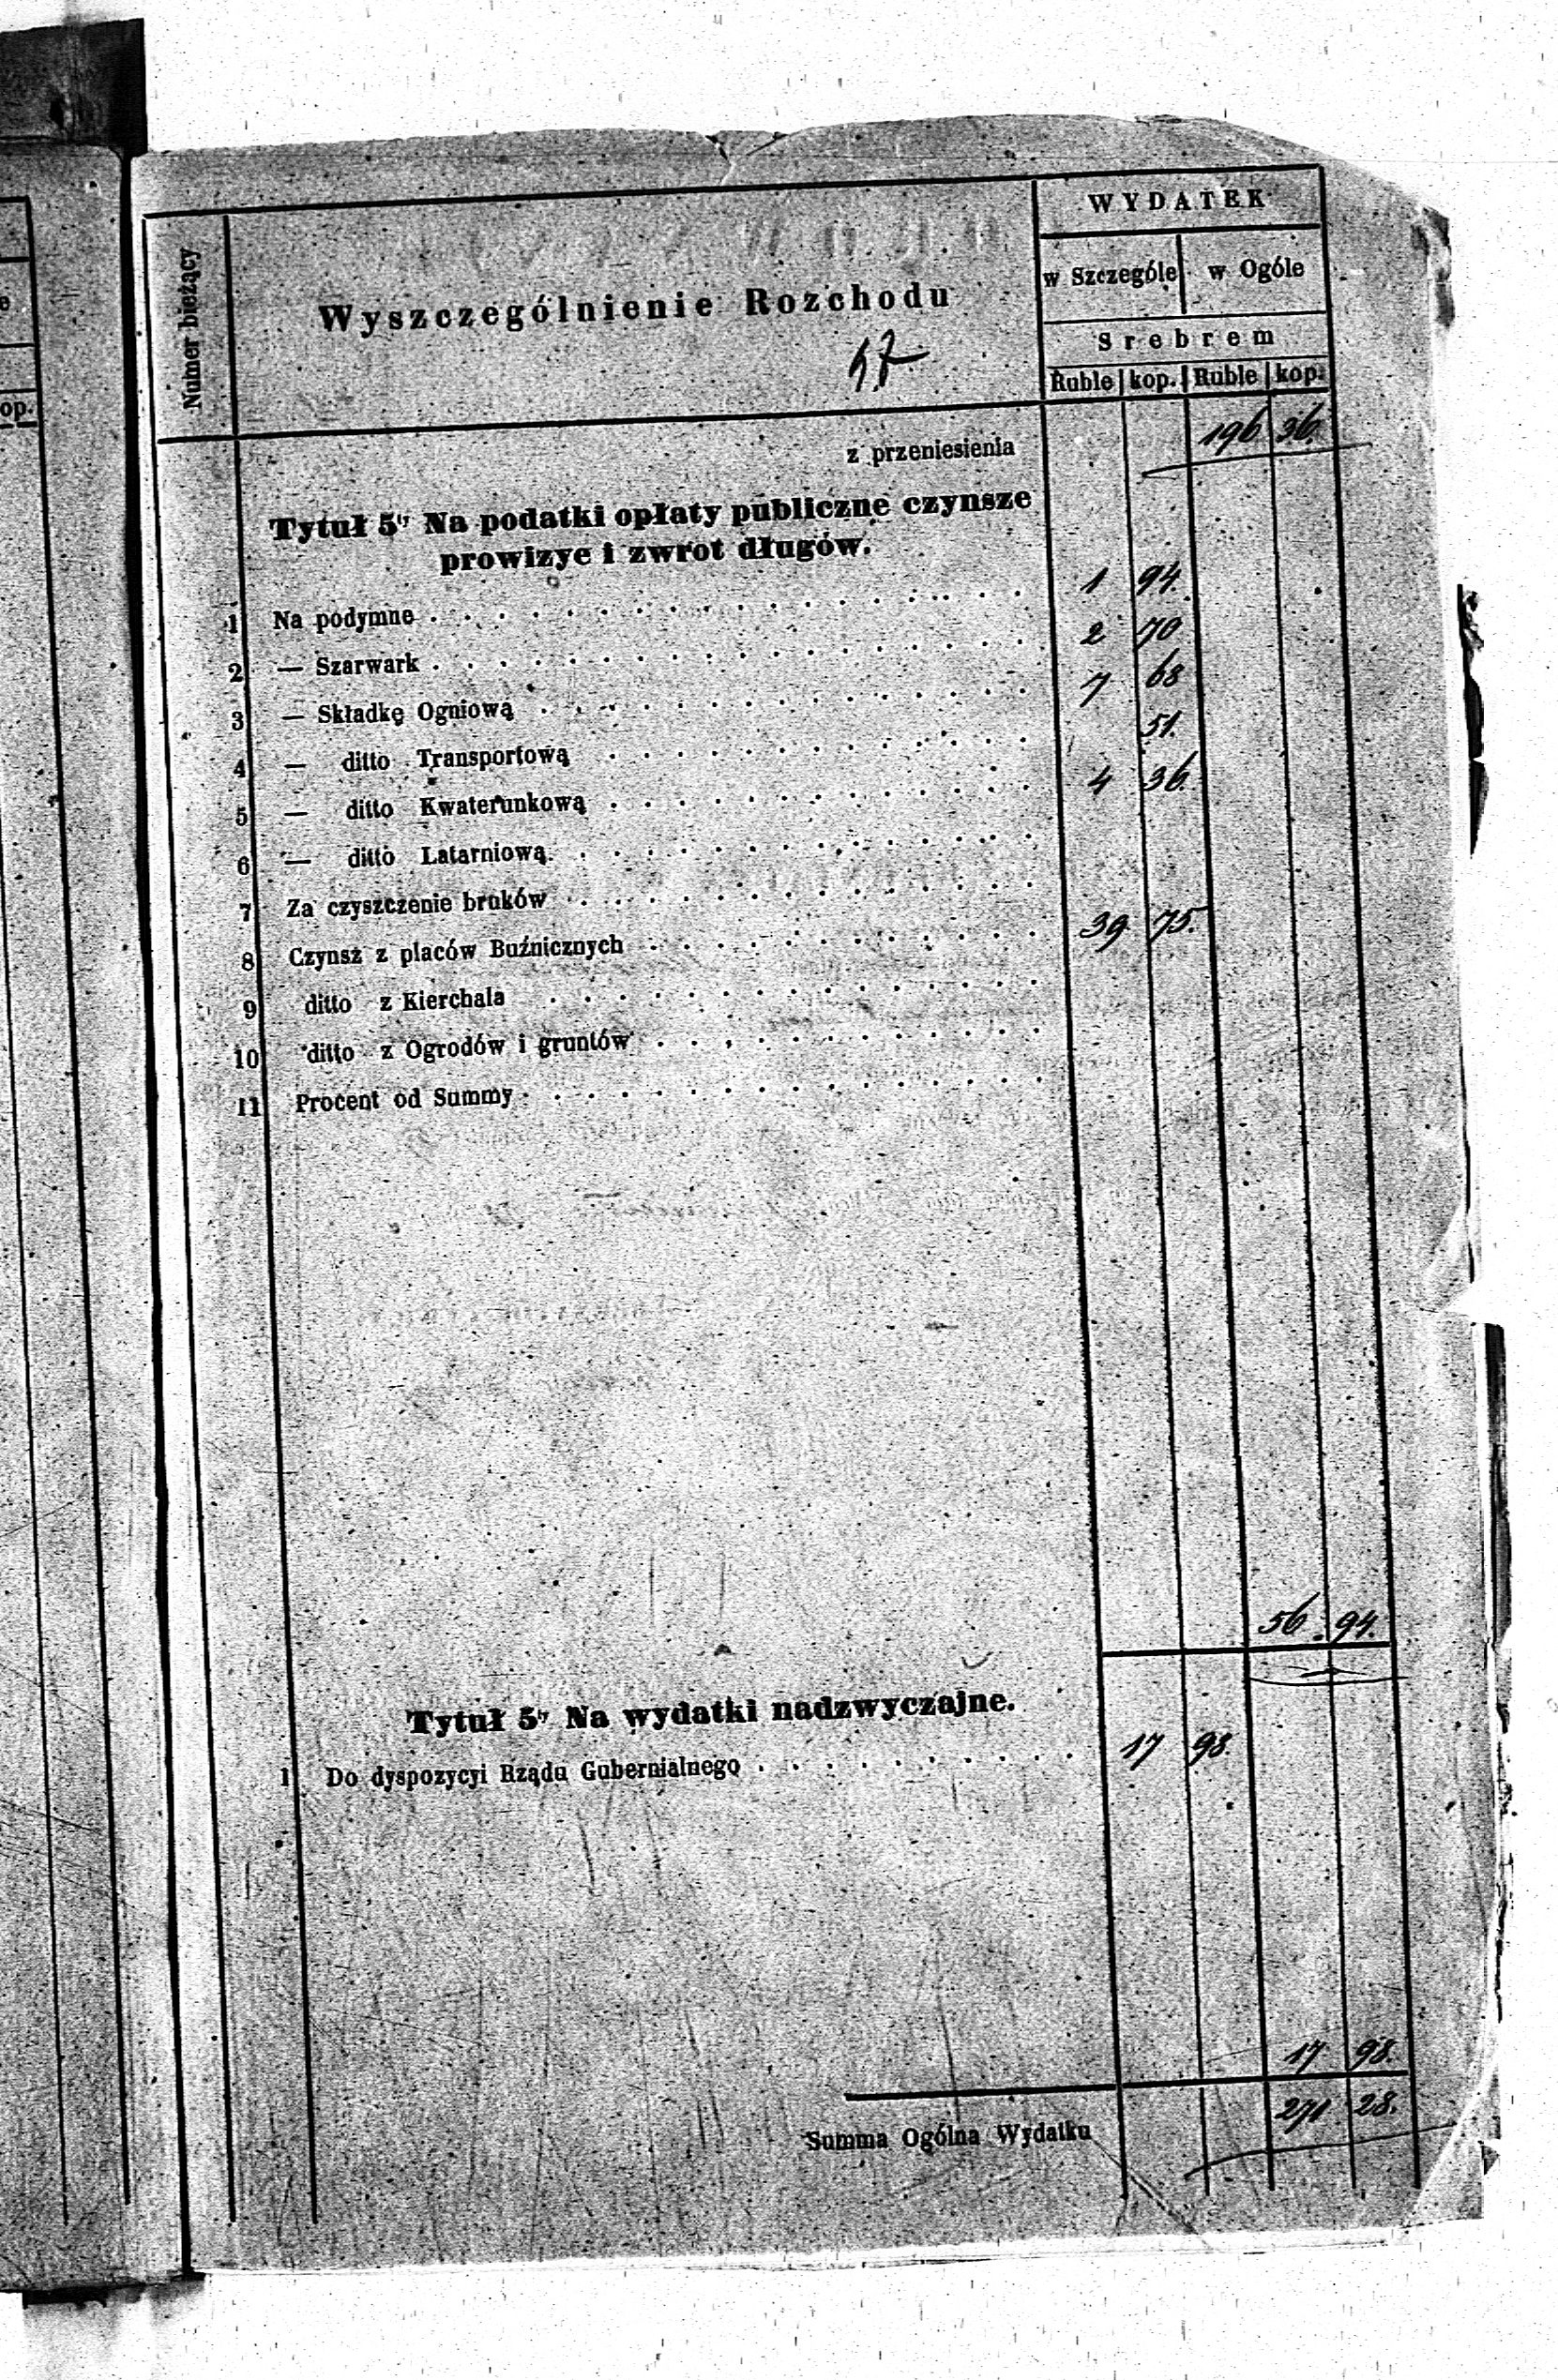 Numer bieżący
Wyszczególnienie Rozchodu
WYDATEK
w Szczególe w Ogóle
Srebrem
Ruble kop. Ruble kop.
z przeniesienia 196 36.
Tytuł 5ty Na podatki opłaty publiczne czynsze
prowizye i zwrot długów.
1 Na podymne 1 94.
2 — Szarwark 2 70
3 — Składkę Ogniową 7 68
4 — ditto Transportową 51.
5 — ditto Kwaterunkową 4 36.
6 — ditto Latarniową.
7 Za czyszczenie bruków
8 Czynsz z placów Buźnicznych 39 75.
9 ditto z Kierchala
10 ditto z Ogrodów i gruntów
11 Procent od Summy
56 94.
Tytuł 5ty Na wydatki nadzwyczajne.
1 Do dyspozycyi Rządu Gubernialnego 17 98.
17 98.
Summa Ogólna Wydatku 271 28.
op.